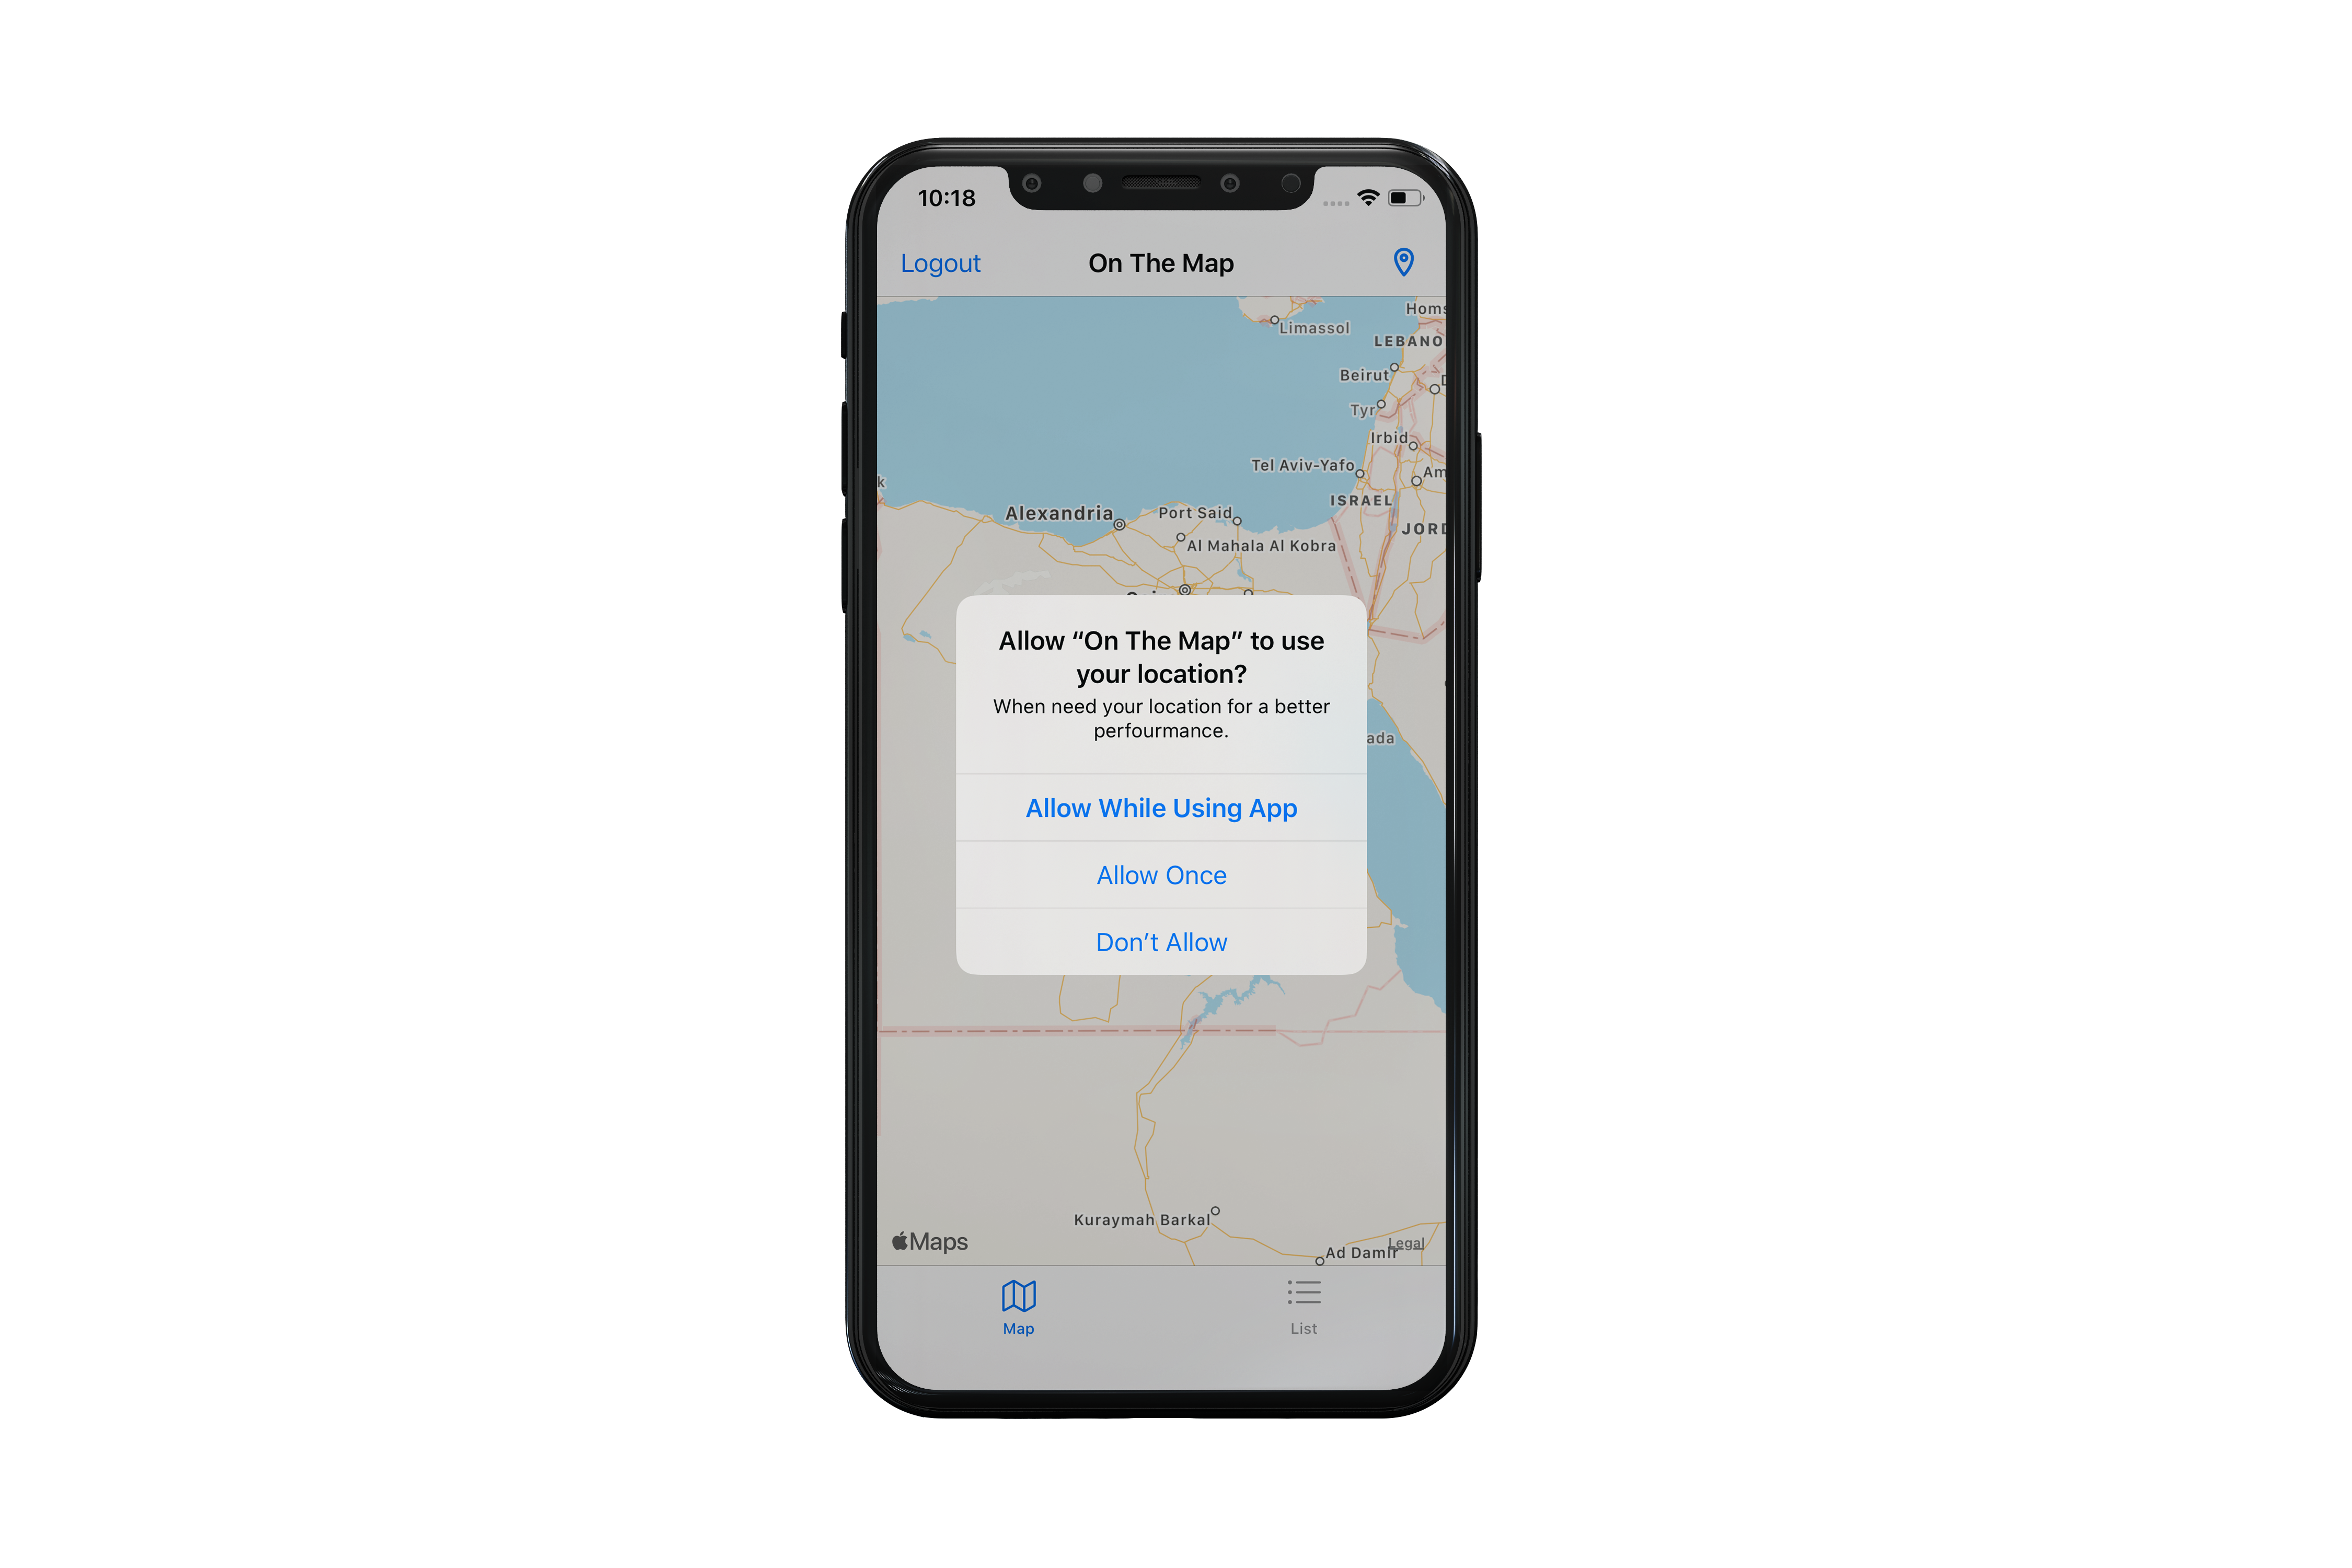 10:18
Logout
On The Map
Limassol
Homs
LEBANO
Beirut
Tyr
Irbid
Tel Aviv-Yafo
Am
ISRAEL
JORD
k
Alexandria
Port Said
Al Mahala Al Kobra
Allow “On The Map” to use
your location?
When need your location for a better
perfourmance.
ada
Allow While Using App
Allow Once
Don’t Allow
Kuraymah Barkal
Maps
Ad Damir
Legal
Map
List